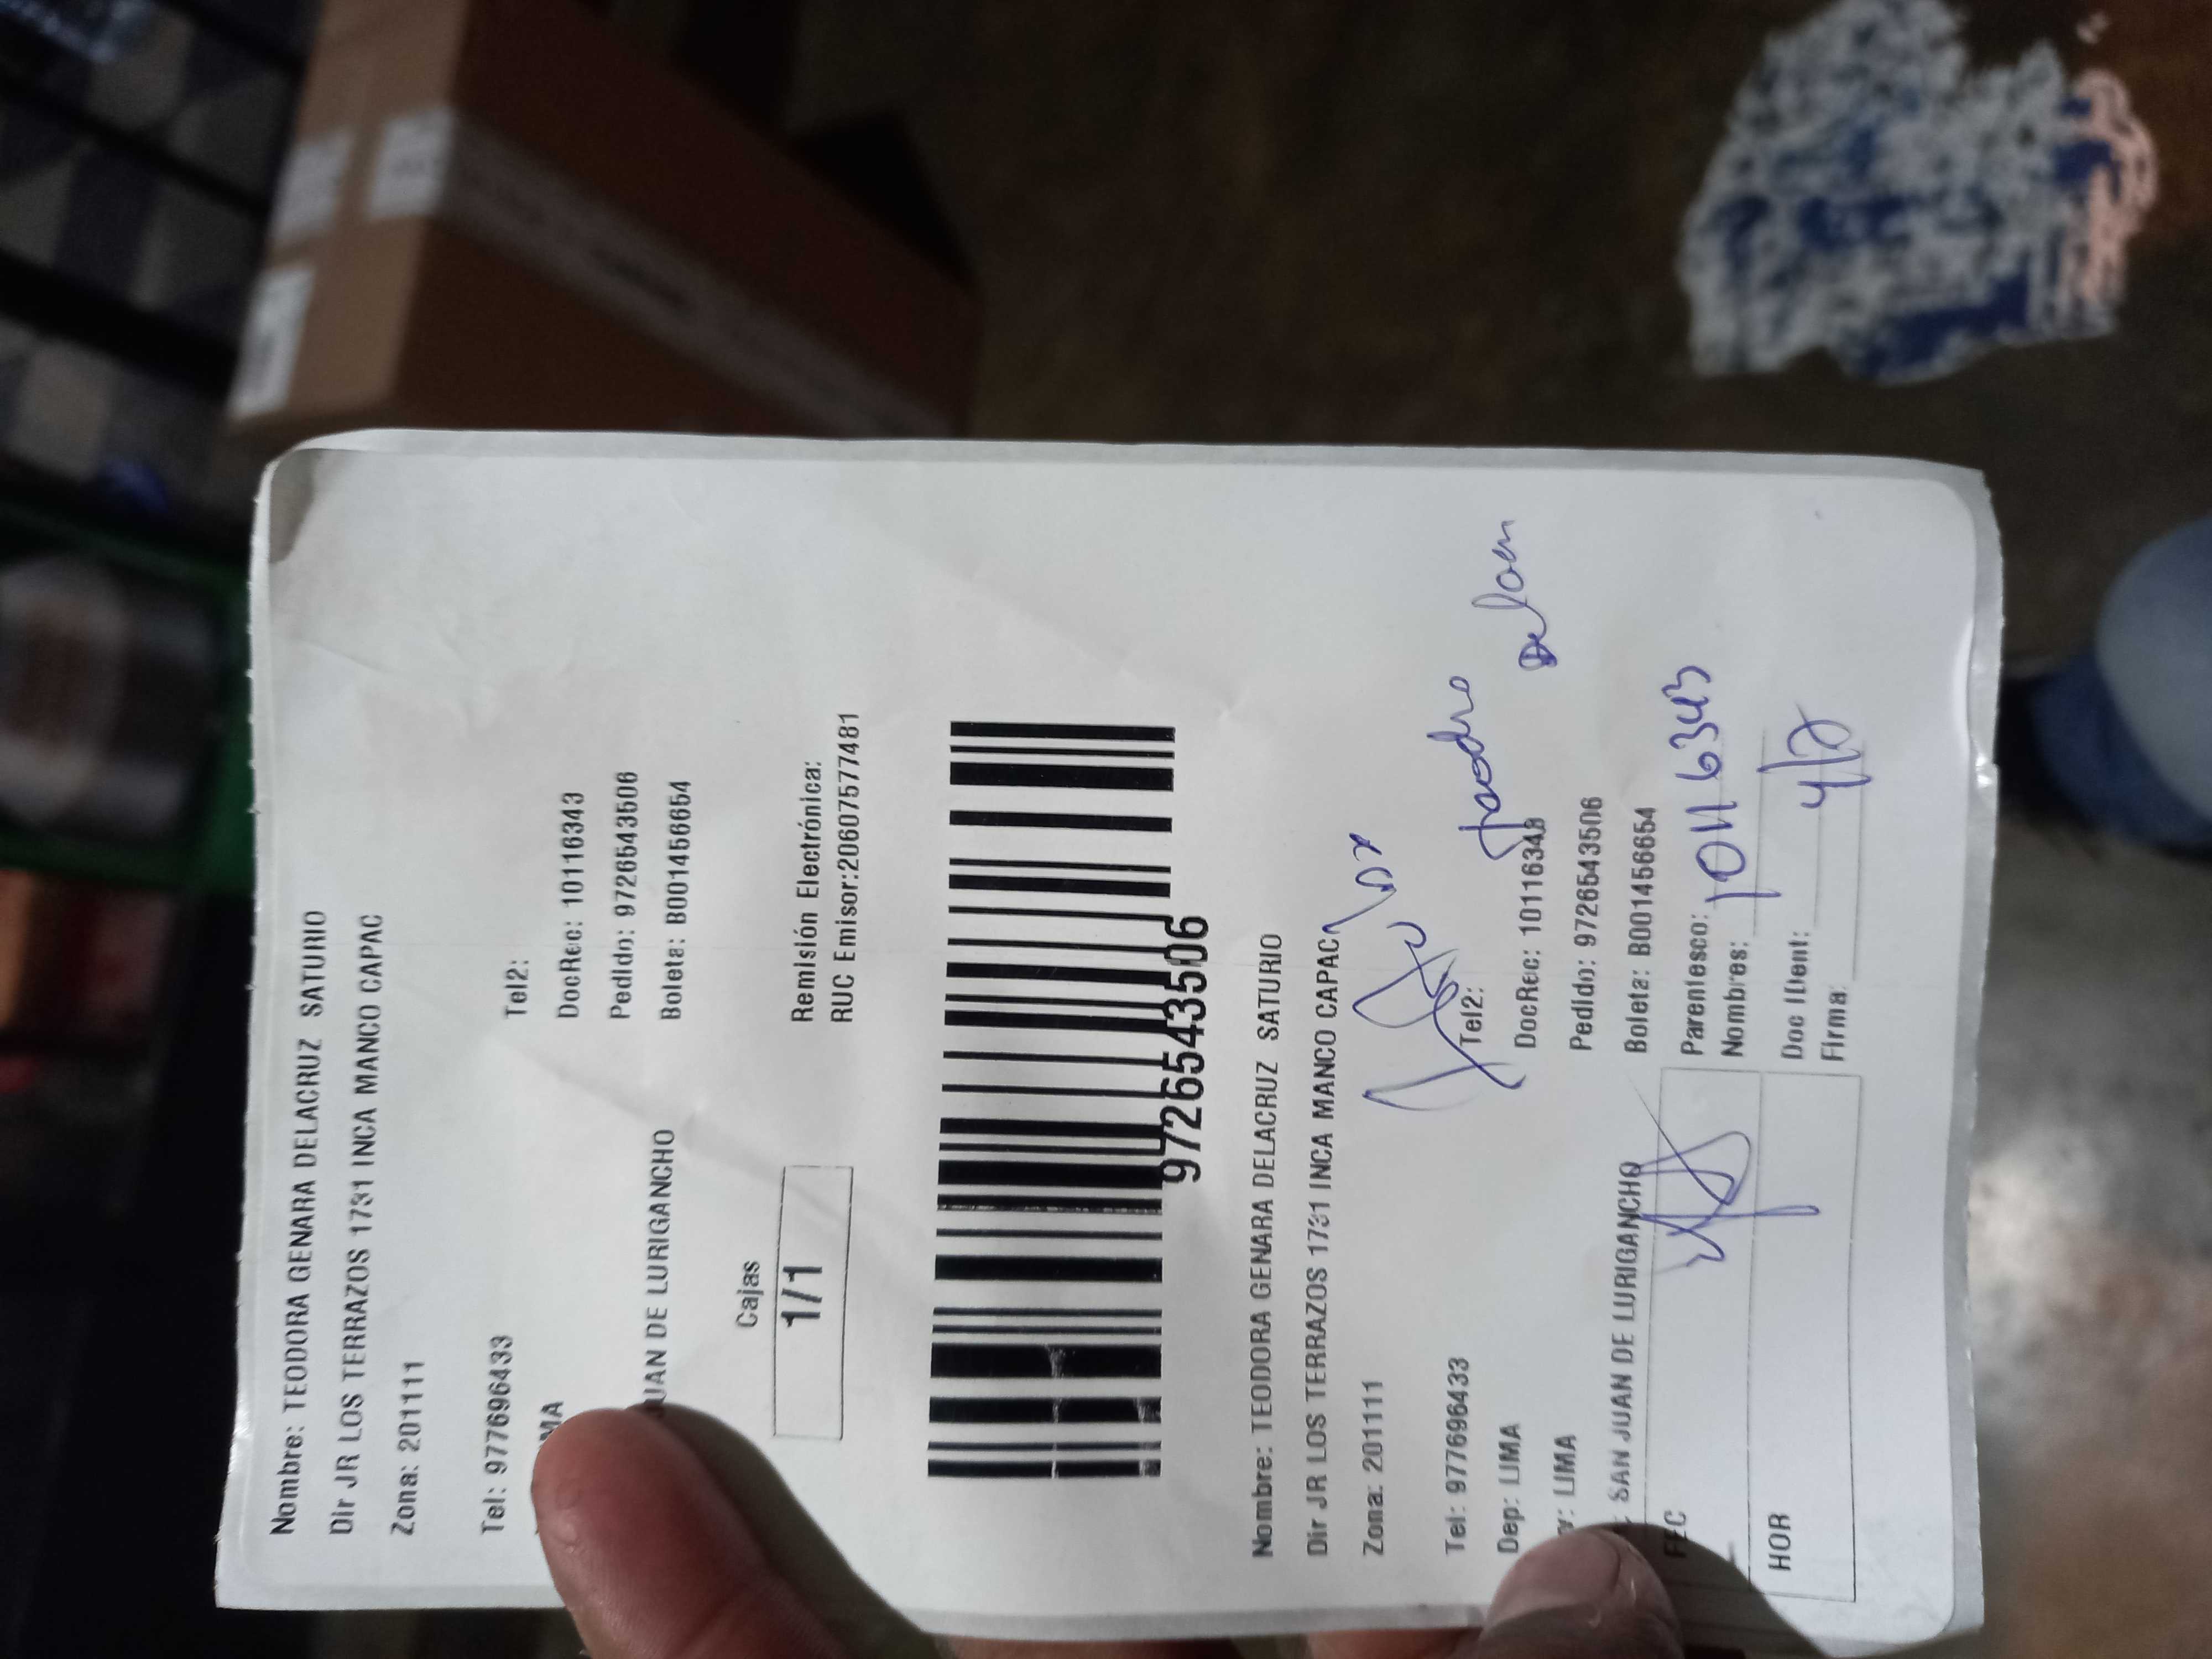 Nombre: TEODORA GENARA DELACRUZ SATURIO
Dir JR LOS TERRAZOS 1731 INCA MANCO CAPAC
Zona: 201111
Tel: 977696433 Tel2:
MA DocRec: 10116343
Pedido: 9726543506
JUAN DE LURIGANCHO Boleta: B001456654
Cajas
1/1
Remisión Electrónica:
RUC Emisor:20607577481
9726543506
Nombre: TEODORA GENARA DELACRUZ SATURIO
Dir JR LOS TERRAZOS 1731 INCA MANCO CAPAC
Zona: 201111
Tel: 977696433 Tel2:
Dep: LIMA DocRec: 10116343
v: LIMA Pedido: 9726543506
SAN JUAN DE LURIGANCHO Boleta: B001456654
FEC Parentesco: 10116343
Nombres:
HOR Doc IDent:
Firma: